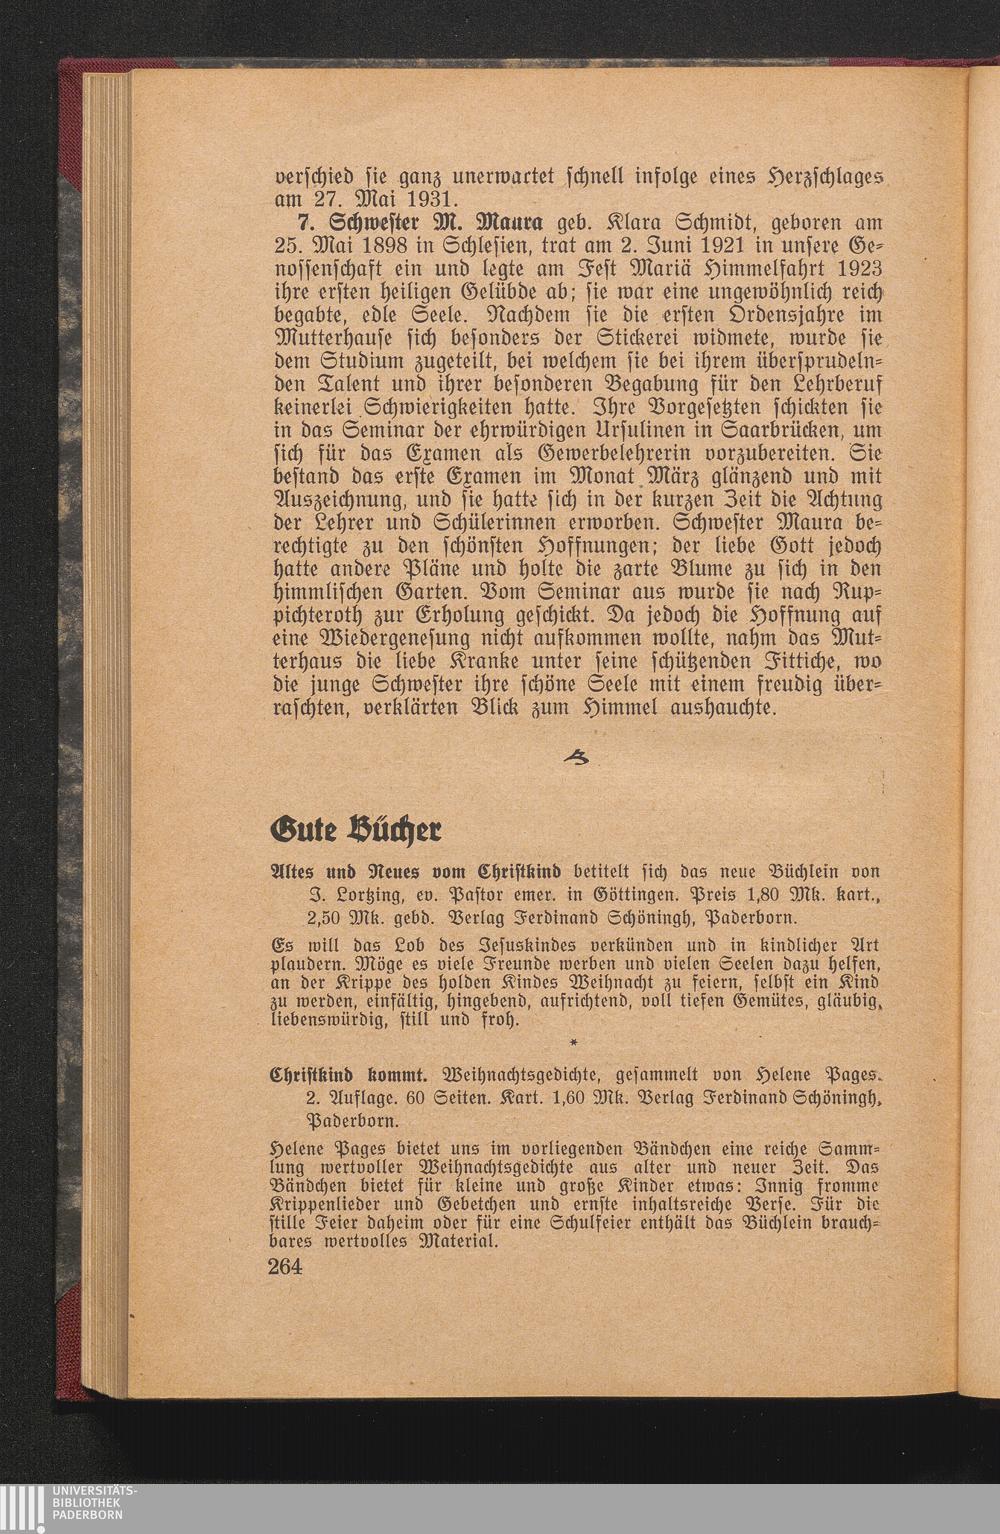 verschied sie ganz unerwartet schnell infolge eines Herzschlages
am 27. Mai 1931.
7. Schwester M. Maura geb. Klara Schmidt, geboren am
25. Mai 1898 in Schlesien, trat am 2. Juni 1921 in unsere Ge-
nossenschaft ein und legte am Fest Mariä Himmelfahrt 1923
ihre ersten heiligen Gelübde ab; sie war eine ungewöhnlich reich
begabte, edle Seele. Nachdem sie die ersten Ordensjahre im
Mutterhause sich besonders der Stickerei widmete, wurde sie
dem Studium zugeteilt, bei welchem sie bei ihrem übersprudeln-
den Talent und ihrer besonderen Begabung für den Lehrberuf
keinerlei Schwierigkeiten hatte. Ihre Vorgesetzten schickten sie
in das Seminar der ehrwürdigen Ursulinen in Saarbrücken, um
sich für das Examen als Gewerbelehrerin vorzubereiten. Sie
bestand das erste Examen im Monat März glänzend und mit
Auszeichnung, und sie hatte sich in der kurzen Zeit die Achtung
der Lehrer und Schülerinnen erworben. Schwester Maura be-
rechtigte zu den schönsten Hoffnungen; der liebe Gott jedoch
hatte andere Pläne und holte die zarte Blume zu sich in den
himmlischen Garten. Vom Seminar aus wurde sie nach Rup-
pichteroth zur Erholung geschickt. Da jedoch die Hoffnung auf
eine Wiedergenesung nicht aufkommen wollte, nahm das Mut-
terhaus die liebe Kranke unter seine schützenden Fittiche, wo
die junge Schwester ihre schöne Seele mit einem freudig über-
raschten, verklärten Blick zum Himmel aushauchte.
Gute Bücher
Altes und Neues vom Christkind betitelt sich das neue Büchlein von
J. Lortzing, ev. Pastor emer. in Göttingen. Preis 1,80 Mk. kart.,
2,50 Mk. gebd. Verlag Ferdinand Schöningh, Paderborn.
Es will das Lob des Jesuskindes verkünden und in kindlicher Art
plaudern. Möge es viele Freunde werben und vielen Seelen dazu helfen,
an der Krippe des holden Kindes Weihnacht zu feiern, selbst ein Kind
zu werden, einfältig, hingebend, aufrichtend, voll tiefen Gemütes, gläubig,
liebenswürdig, still und froh.
*
Christkind kommt. Weihnachtsgedichte, gesammelt von Helene Pages.
2. Auflage. 60 Seiten. Kart. 1,60 Mk. Verlag Ferdinand Schöningh,
Paderborn.
Helene Pages bietet uns im vorliegenden Bändchen eine reiche Samm-
lung wertvoller Weihnachtsgedichte aus alter und neuer Zeit. Das
Bändchen bietet für kleine und große Kinder etwas: Innig fromme
Krippenlieder und Gebetchen und ernste inhaltsreiche Verse. Für die
stille Feier daheim oder für eine Schulfeier enthält das Büchlein brauch-
bares wertvolles Material.
264
UNIVERSITÄTS-
BIBLIOTHEK
PADERBORN